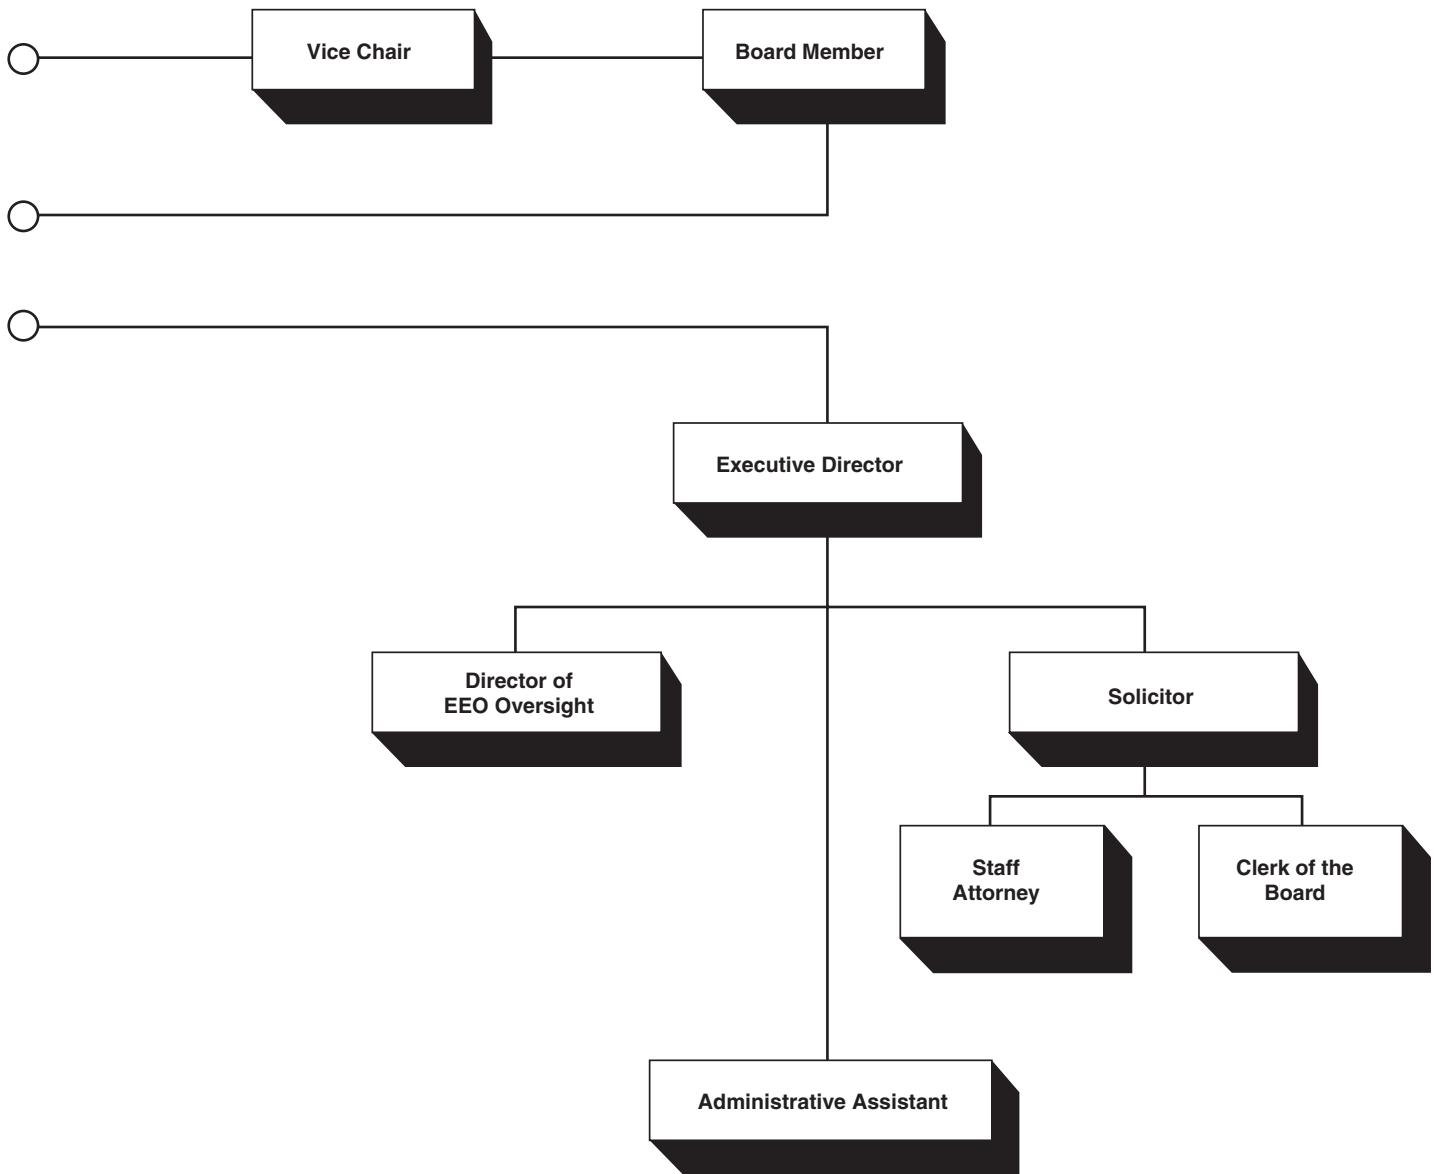 Vice Chair
Board Member
Executive Director
Director of
EEO Oversight
Solicitor
Staff
Attorney
Clerk of the
Board
Administrative Assistant